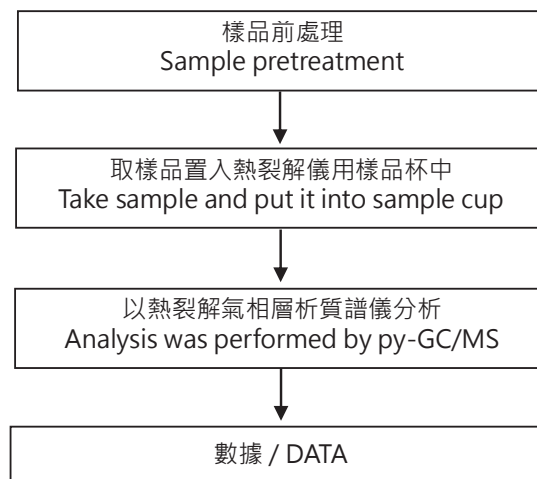 樣品前處理
Sample pretreatment
取樣品置入熱裂解儀用樣品杯中
Take sample and put it into sample cup
以熱裂解氣相層析質譜儀分析
Analysis was performed by py-GC/MS
數據 / DATA